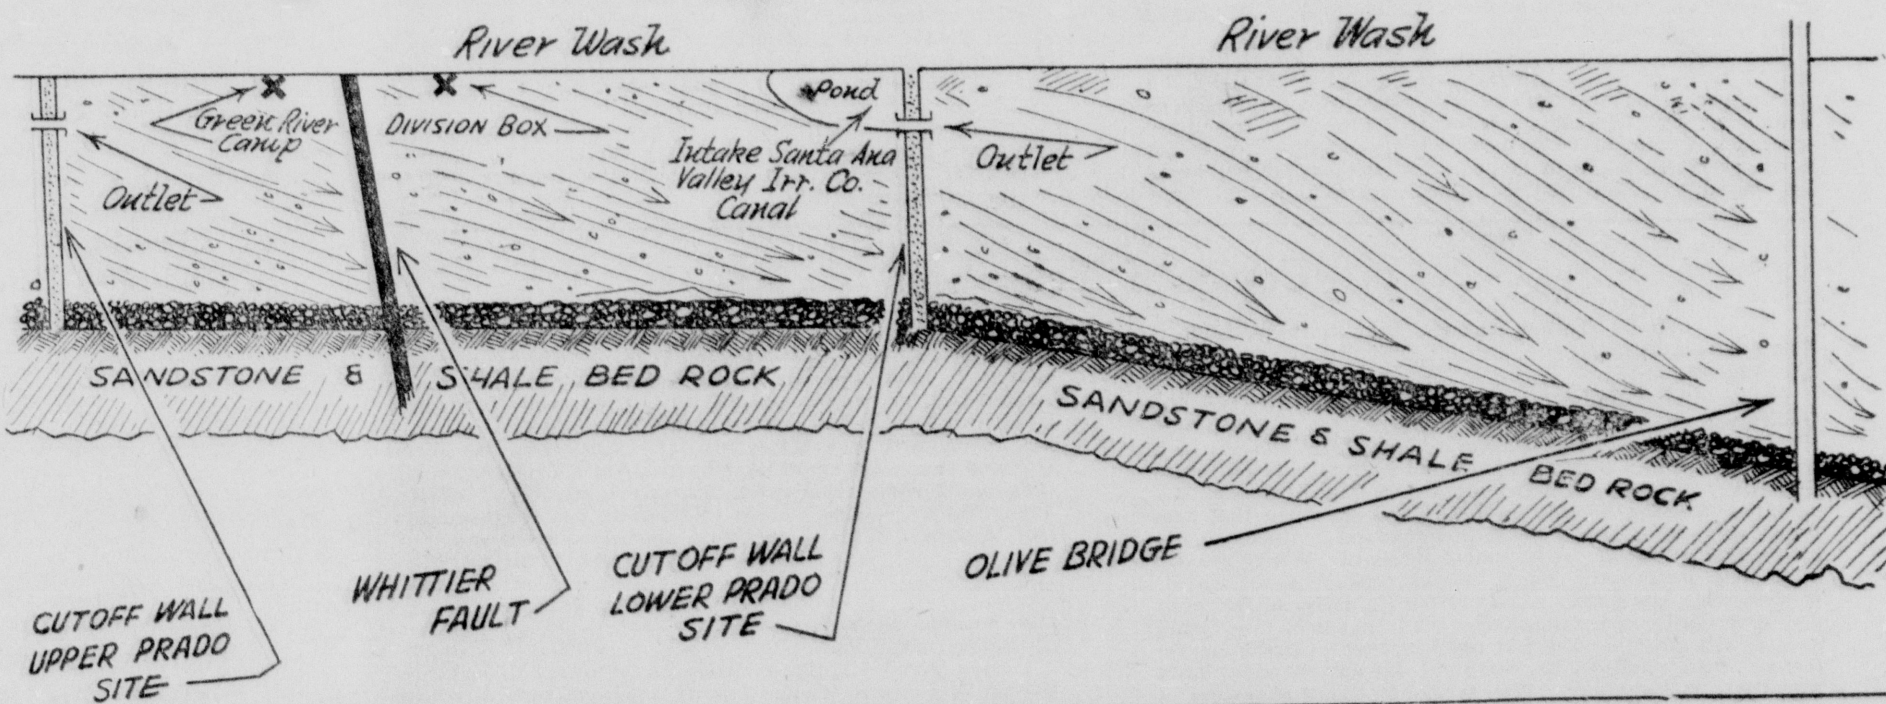 River Wash
River Wash
Green River
Camp
DIVISION BOX
Pond
Intake Santa Ana
Valley Irr. Co.
Canal
Outlet
Outlet
SANDSTONE & SHALE BED ROCK
SANDSTONE & SHALE BED ROCK
CUTOFF WALL
UPPER PRADO
SITE
WHITTIER
FAULT
CUTOFF WALL
LOWER PRADO
SITE
OLIVE BRIDGE